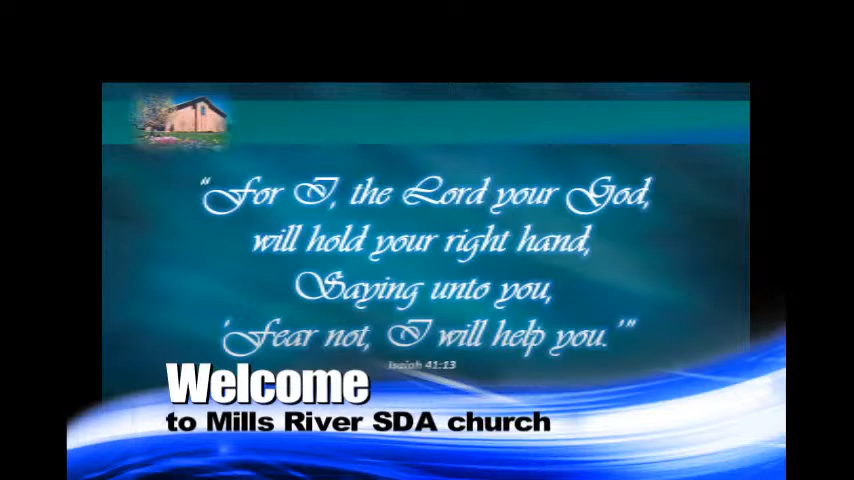 “For I, the Lord your God,
will hold your right hand,
Saying unto you,
‘Fear not, I will help you.’”
Isaiah 41:13
Welcome
to Mills River SDA church